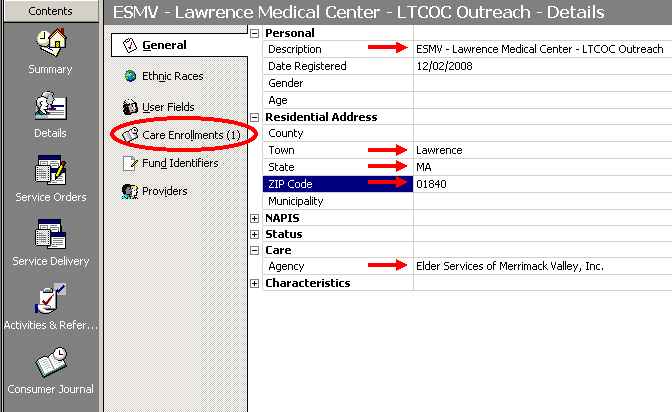 Contents
Summary
Details
Service Orders
Service Delivery
Activities & Refer...
Consumer Journal
ESMV - Lawrence Medical Center - LTCOC Outreach - Details
General
Ethnic Races
User Fields
Care Enrollments (1)
Fund Identifiers
Providers
Personal
Description ESMV - Lawrence Medical Center - LTCOC Outreach
Date Registered 12/02/2008
Gender
Age
Residential Address
County
Town Lawrence
State MA
ZIP Code 01840
Municipality
NAPIS
Status
Care
Agency Elder Services of Merrimack Valley, Inc.
Characteristics